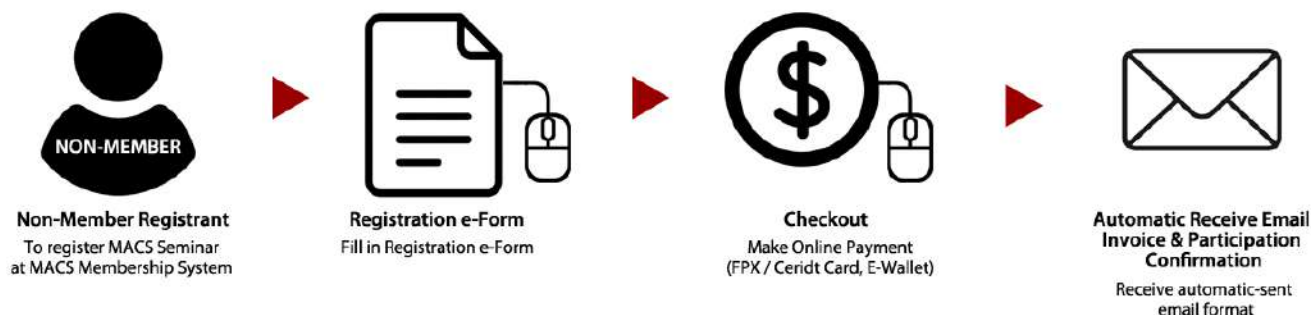 NON-MEMBER
Non-Member Registrant
To register MACS Seminar
at MACS Membership System
Registration e-Form
Fill in Registration e-Form
$
Checkout
Make Online Payment
(FPX / Ceridt Card, E-Wallet)
Automatic Receive Email
Invoice & Participation
Confirmation
Receive automatic-sent
email format